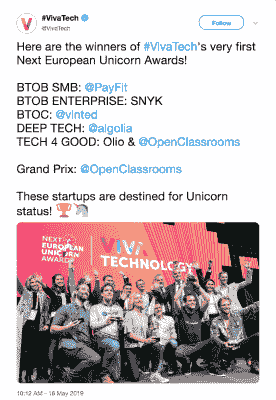 #VivaTech
@VivaTech
Follow
Here are the winners of #VivaTech's very first
Next European Unicorn Awards!
BTOB SMB: @PayFit
BTOB ENTERPRISE: SNYK
BTOC: @vinted
DEEP TECH: @algolia
TECH 4 GOOD: Olio & @OpenClassrooms
Grand Prix: @OpenClassrooms
These startups are destined for Unicorn
status! 🏆🦄
NEXT
EUROPEAN
UNICORN
AWARDS
VIVA
TECHNOLOGY
10:12 AM - 16 May 2019